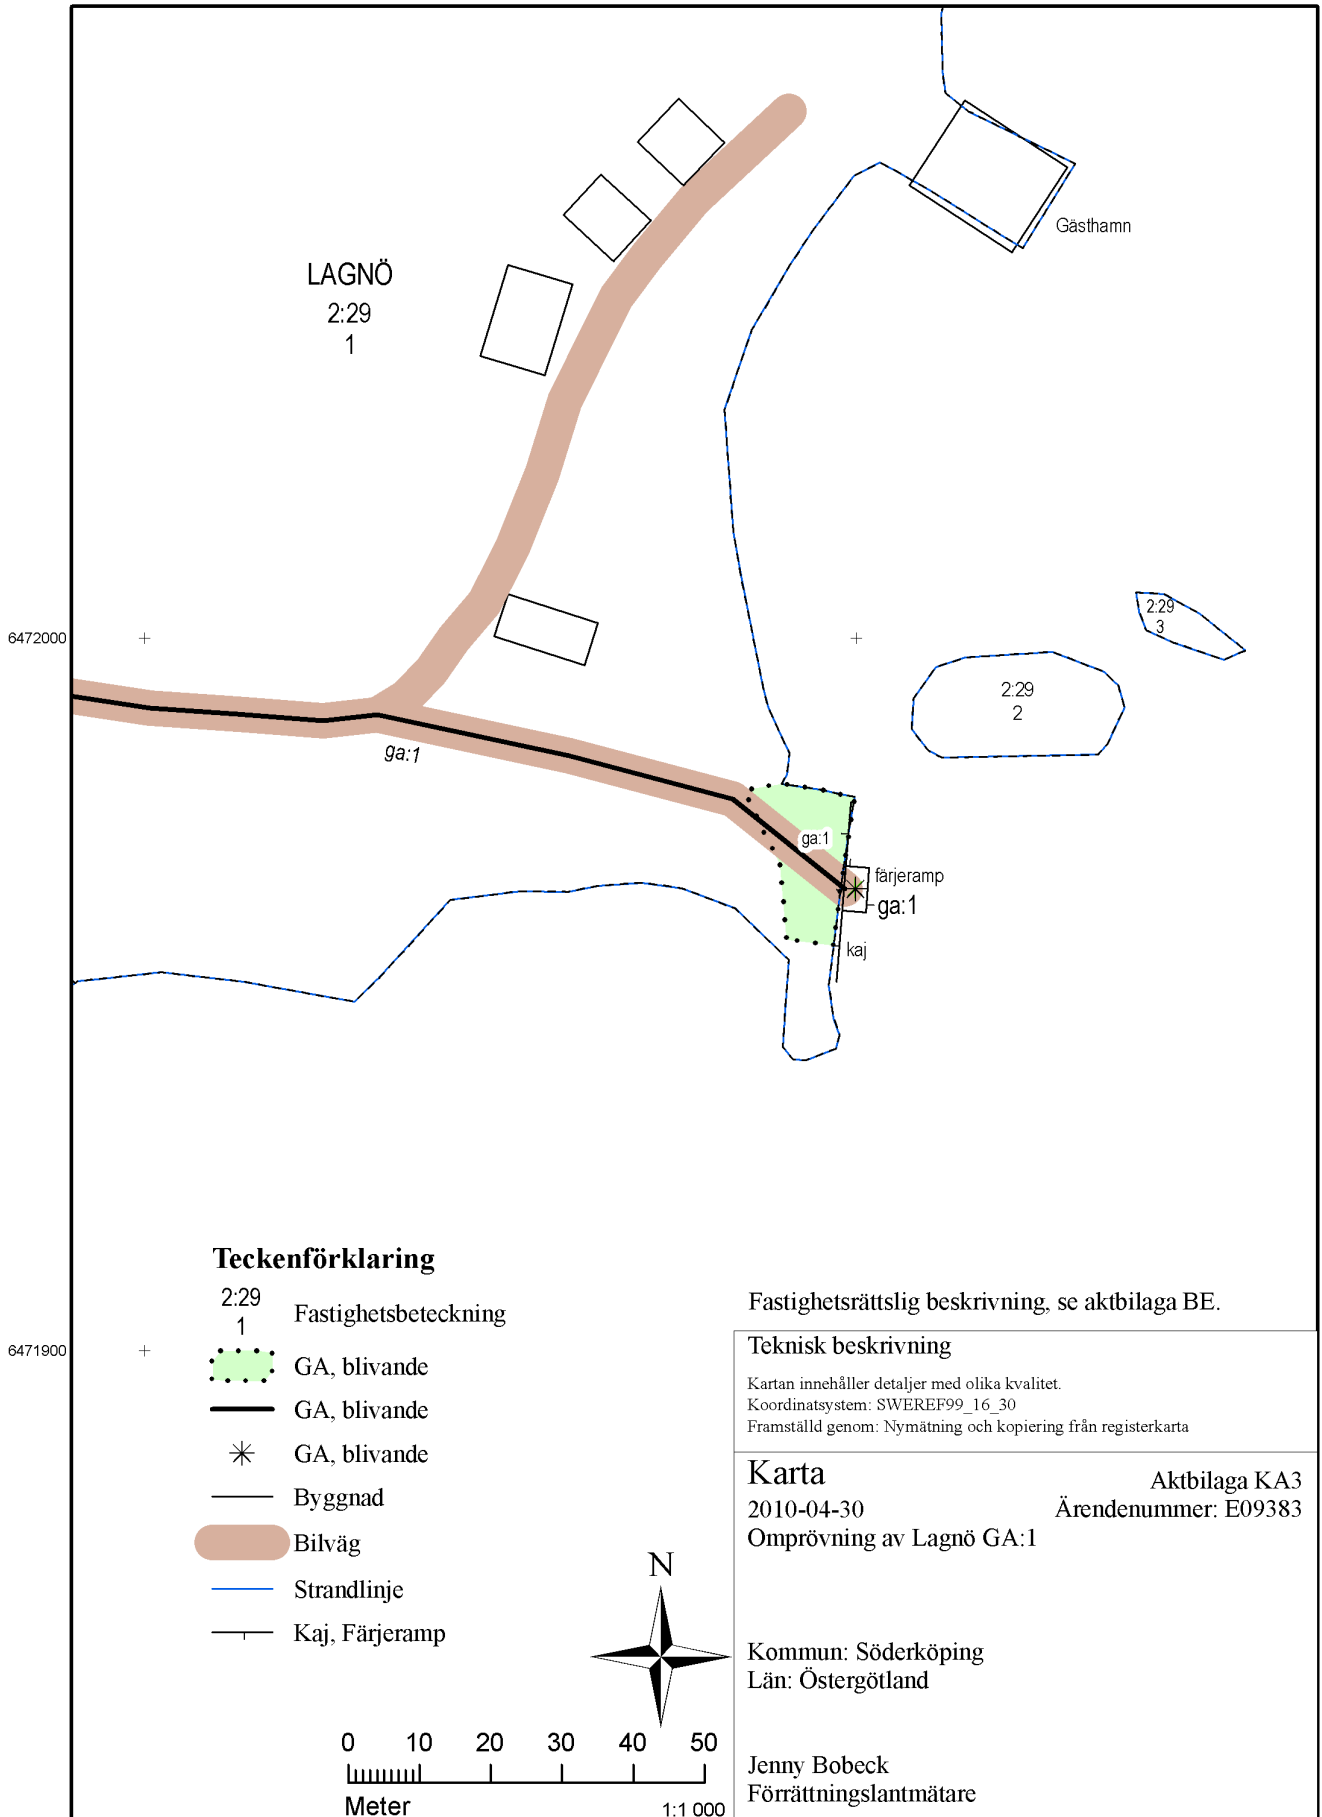 Gästhamn
LAGNÖ
2:29
1
2:29
3
6472000
2:29
2
ga:1
ga:1
färjeramp
ga:1
kaj
Teckenförklaring
2:29
1
Fastighetsbeteckning
6471900
GA, blivande
GA, blivande
GA, blivande
Byggnad
Bilväg
Strandlinje
Kaj, Färjeramp
N
0 10 20 30 40 50
Meter
1:1 000
Fastighetsrättslig beskrivning, se aktbilaga BE.
Teknisk beskrivning
Kartan innehåller detaljer med olika kvalitet.
Koordinatsystem: SWEREF99_16_30
Framställd genom: Nymätning och kopiering från registerkarta
Karta
Aktbilaga KA3
2010-04-30
Ärendenummer: E09383
Omprövning av Lagnö GA:1
Kommun: Söderköping
Län: Östergötland
Jenny Bobeck
Förrättningslantmätare